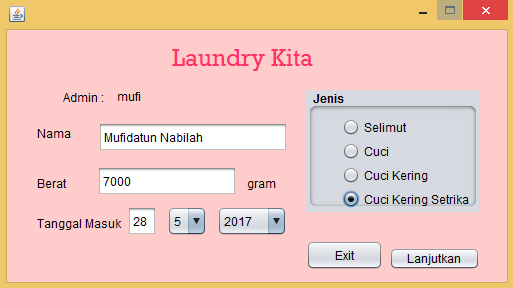 Laundry Kita
Admin : mufi
Jenis
Nama Mufidatun Nabilah
Selimut
Cuci
Berat 7000 gram
Cuci Kering
Cuci Kering Setrika
Tanggal Masuk 28 5 2017
Exit Lanjutkan